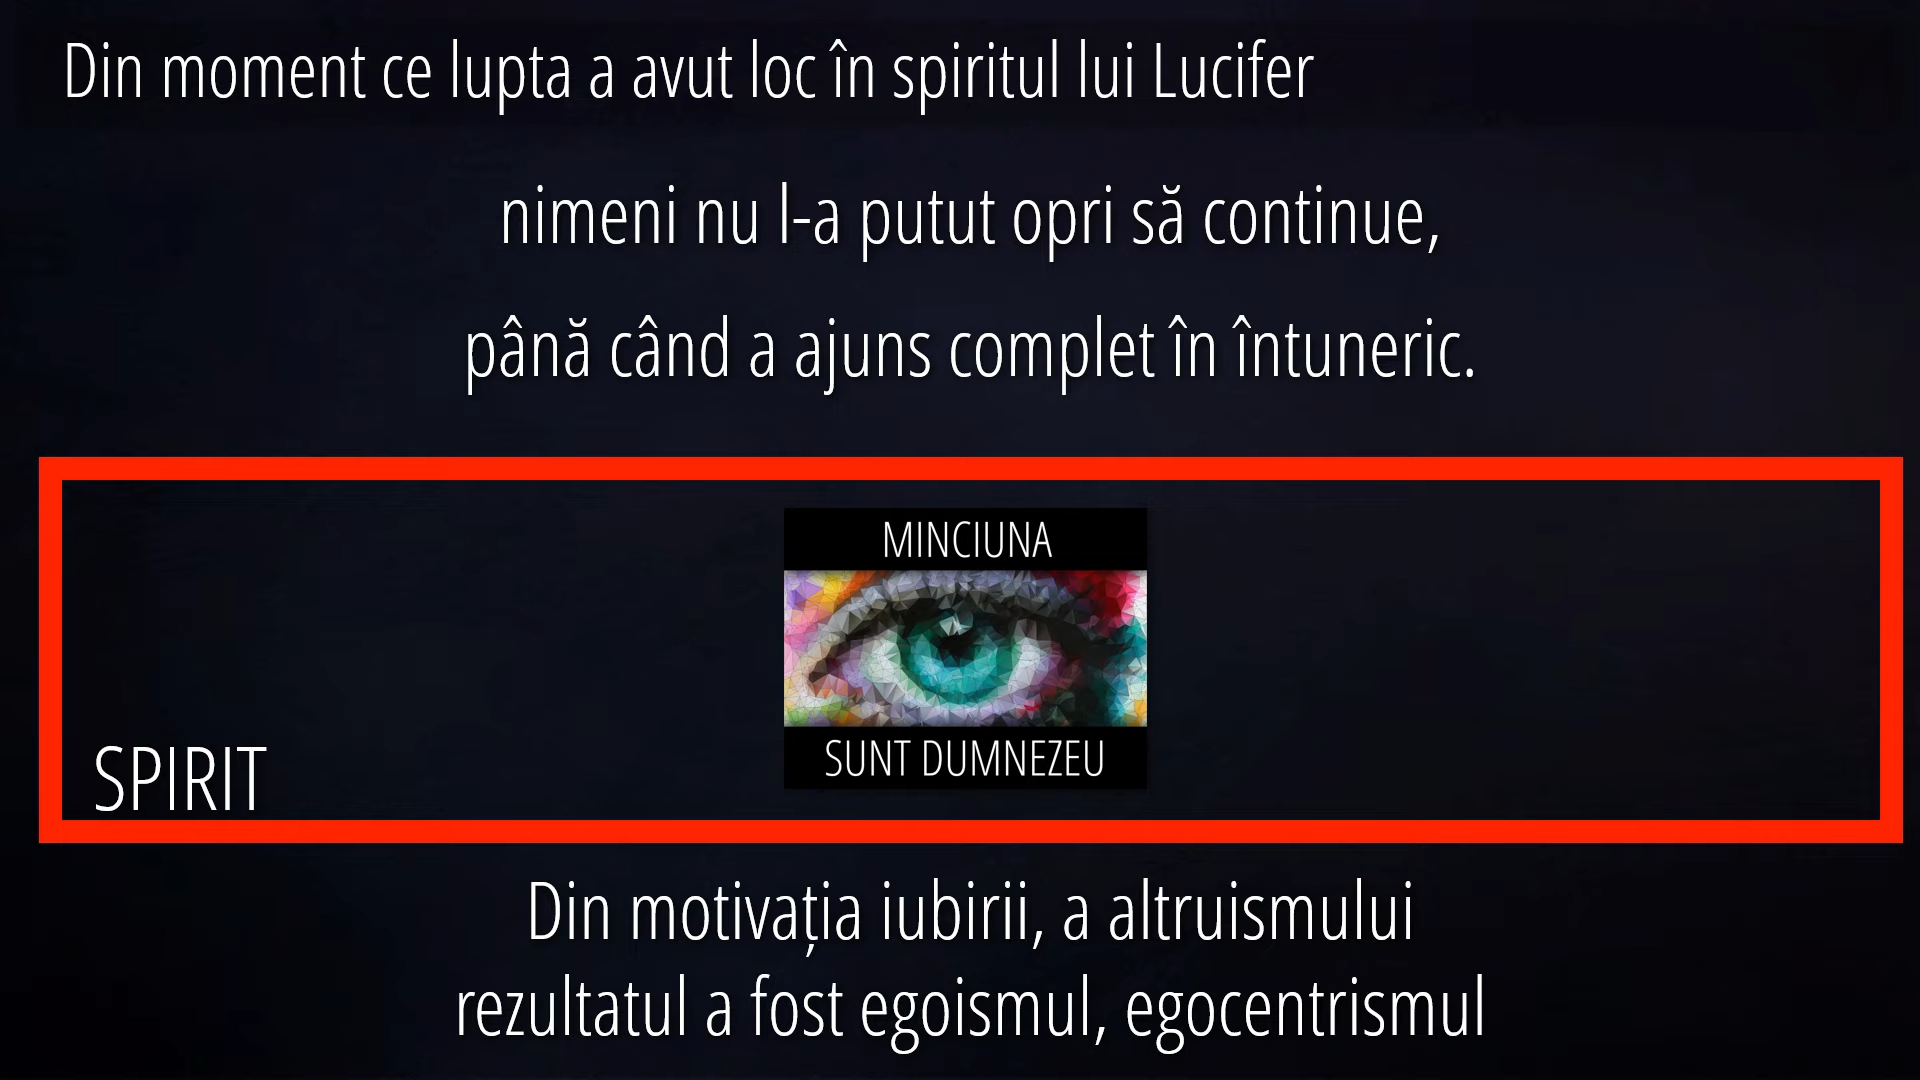 Din moment ce lupta a avut loc în spiritul lui Lucifer
nimeni nu l-a putut opri să continue,
până când a ajuns complet în întuneric.
MINCIUNA
SUNT DUMNEZEU
SPIRIT
Din motivația iubirii, a altruismului
rezultatul a fost egoismul, egocentrismul